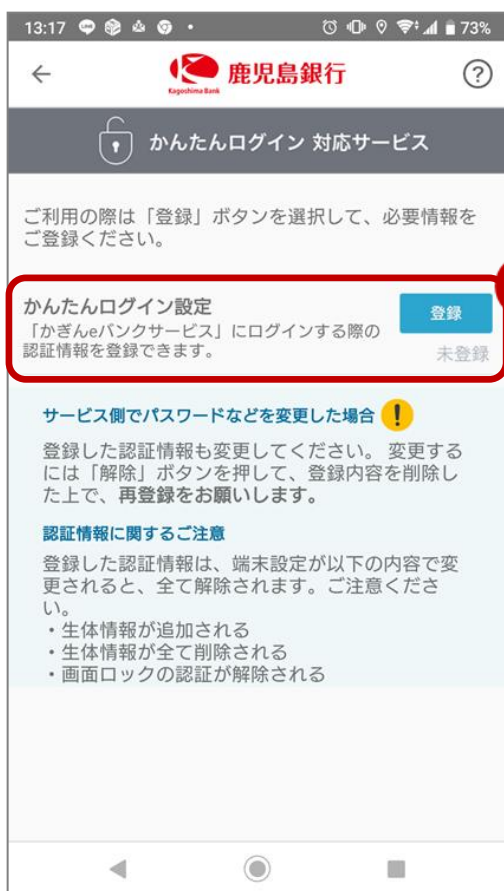 13:17 73%
鹿児島銀行
Kagoshima Bank
かんたんログイン 対応サービス
ご利用の際は「登録」ボタンを選択して、必要情報を
ご登録ください。
かんたんログイン設定
「かぎんeバンクサービス」にログインする際の
認証情報を登録できます。
登録
未登録
サービス側でパスワードなどを変更した場合
登録した認証情報も変更してください。 変更する
には「解除」ボタンを押して、登録内容を削除し
た上で、再登録をお願いします。
認証情報に関するご注意
登録した認証情報は、端末設定が以下の内容で変
更されると、全て解除されます。ご注意くださ
い。
・生体情報が追加される
・生体情報が全て削除される
・画面ロックの認証が解除される